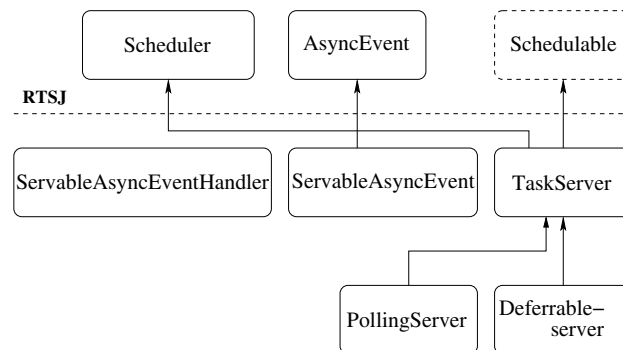 Scheduler
AsyncEvent
Schedulable
RTSJ
ServableAsyncEventHandler
ServableAsyncEvent
TaskServer
PollingServer
Deferrable−
server